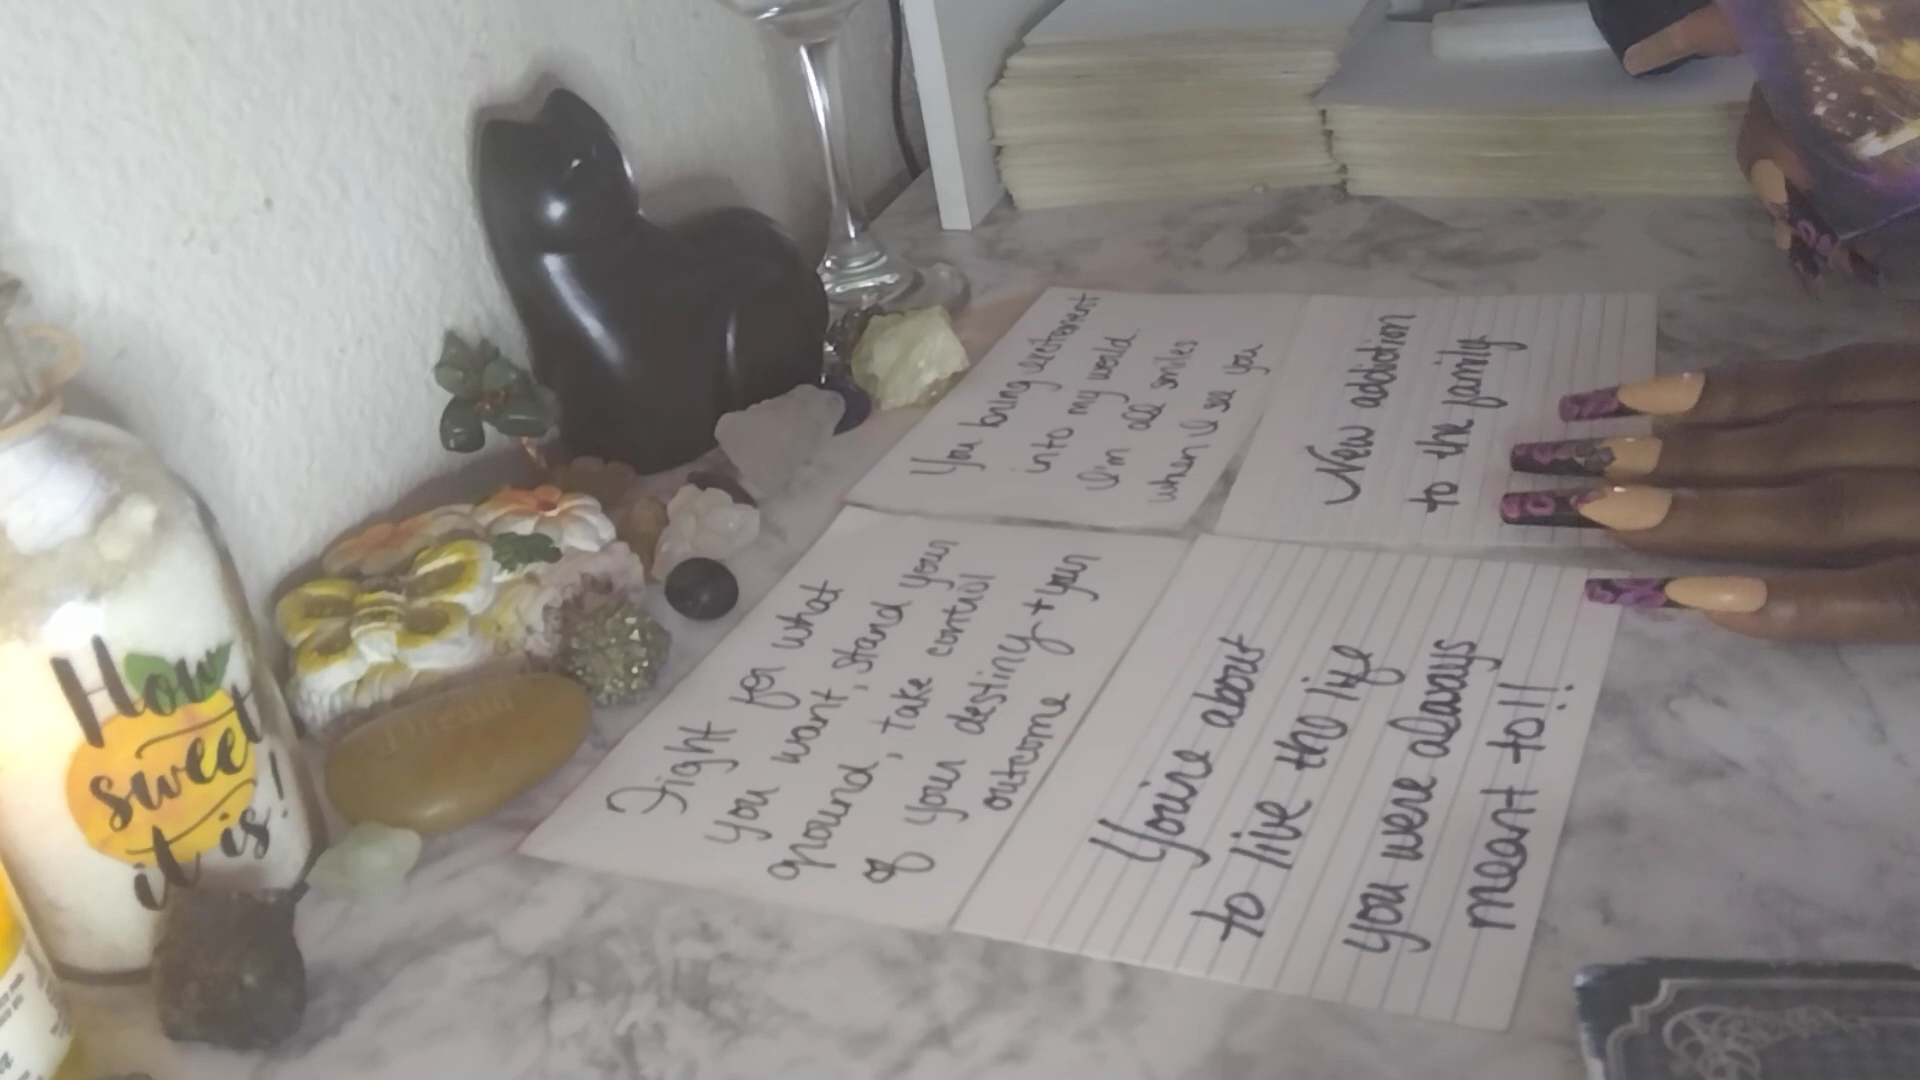 You bring excitement
into my world.
I'm all smiles
when I see you
New addition
to the family
Fight for what
you want, stand your
ground, take control
of your destiny + your
outcome
You're about
to live the life
you were always
meant to!!
How
sweet
it is!
Dream